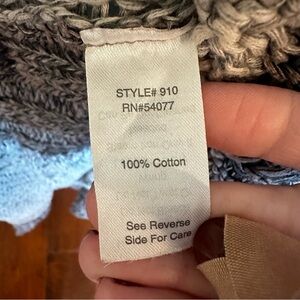 STYLE# 910
RN#54077
100% Cotton
See Reverse
Side For Care